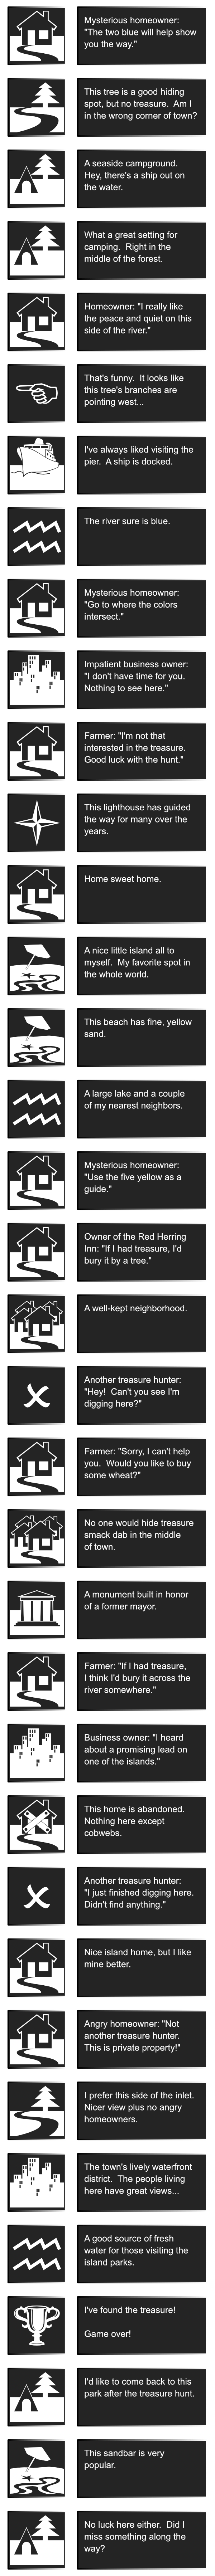 Mysterious homeowner:
"The two blue will help show
you the way."
This tree is a good hiding
spot, but no treasure.  Am I
in the wrong corner of town?
A seaside campground.
Hey, there's a ship out on
the water.
What a great setting for
camping.  Right in the
middle of the forest.
Homeowner: "I really like
the peace and quiet on this
side of the river."
That's funny.  It looks like
this tree's branches are
pointing west...
I've always liked visiting the
pier.  A ship is docked.
The river sure is blue.
Mysterious homeowner:
"Go to where the colors
intersect."
Impatient business owner:
"I don't have time for you.
Nothing to see here."
Farmer: "I'm not that
interested in the treasure.
Good luck with the hunt."
This lighthouse has guided
the way for many over the
years.
Home sweet home.
A nice little island all to
myself.  My favorite spot in
the whole world.
This beach has fine, yellow
sand.
A large lake and a couple
of my nearest neighbors.
Mysterious homeowner:
"Use the five yellow as a
guide."
Owner of the Red Herring
Inn: "If I had treasure, I'd
bury it by a tree."
A well-kept neighborhood.
Another treasure hunter:
"Hey!  Can't you see I'm
digging here?"
Farmer: "Sorry, I can't help
you.  Would you like to buy
some wheat?"
No one would hide treasure
smack dab in the middle
of town.
A monument built in honor
of a former mayor.
Farmer: "If I had treasure,
I think I'd bury it across the
river somewhere."
Business owner: "I heard
about a promising lead on
one of the islands."
This home is abandoned.
Nothing here except
cobwebs.
Another treasure hunter:
"I just finished digging here.
Didn't find anything."
Nice island home, but I like
mine better.
Angry homeowner: "Not
another treasure hunter.
This is private property!"
I prefer this side of the inlet.
Nicer view plus no angry
homeowners.
The town's lively waterfront
district.  The people living
here have great views...
A good source of fresh
water for those visiting the
island parks.
I've found the treasure!
Game over!
I'd like to come back to this
park after the treasure hunt.
This sandbar is very
popular.
No luck here either.  Did I
miss something along the
way?